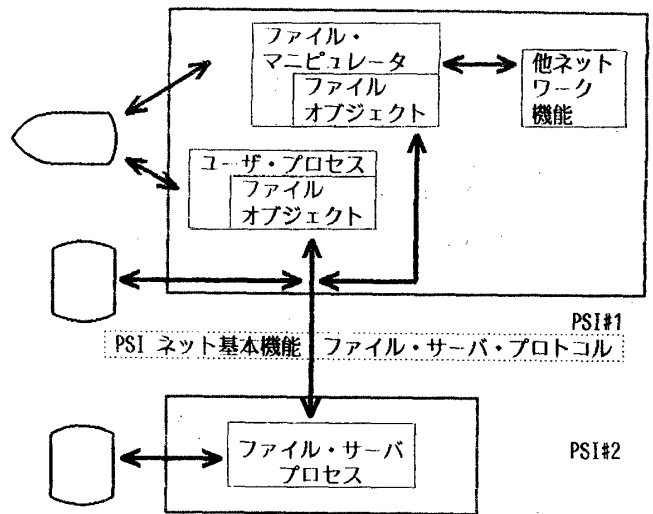 ファイル・
マニピュレータ
ファイル
オブジェクト
他ネット
ワーク
機能
ユーザ・プロセス
ファイル
オブジェクト
PSI#1
PSI ネット基本機能 ファイル・サーバ・プロトコル
ファイル・サーバ
プロセス
PSI#2